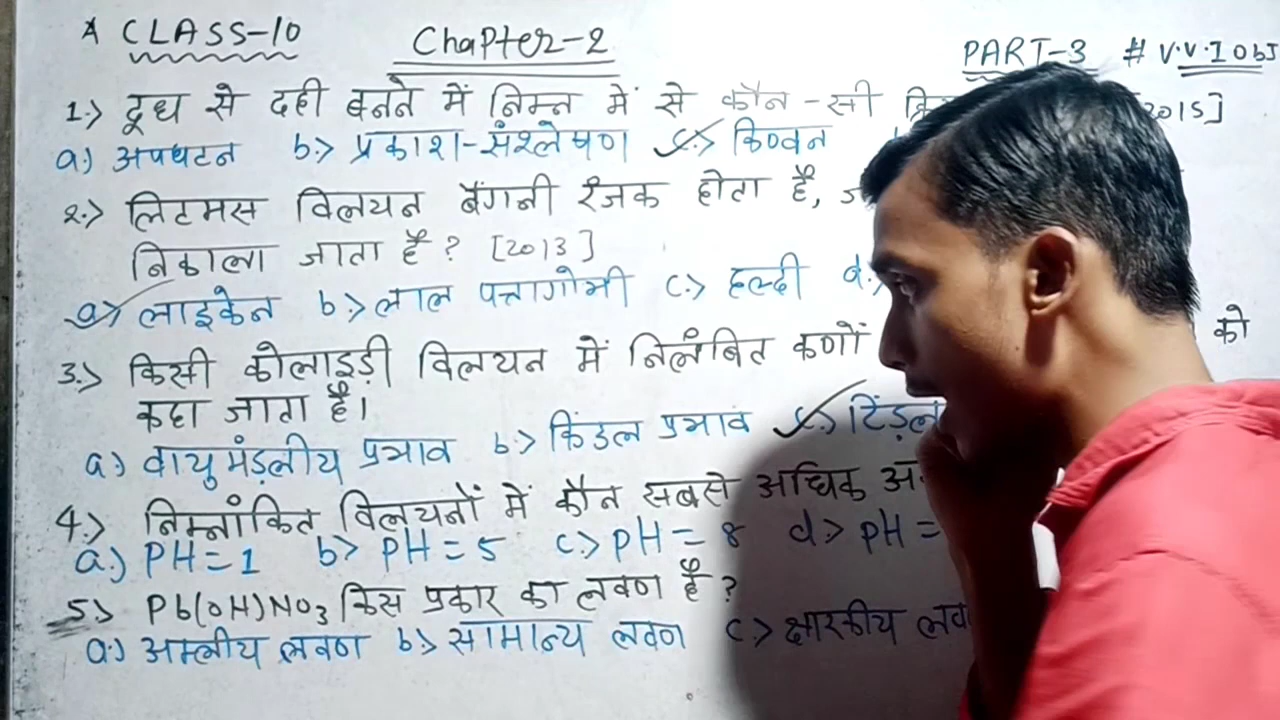 * CLASS-10 Chapter-2 PART-3 # V.V.I Obj
1.> दूध से दही बनने में निम्न में से कौन-सी 2015]
a.) अपघटन b.> प्रकाश-संश्लेषण c.> किण्वन
2.> लिटमस विलयन बैंगनी रंजक होता है,
निकाला जाता है ? [2013]
a> लाइकेन b.> लाल पत्तागोभी c.> हल्दी d.
3.> किसी कोलाइड़ी विलयन में निलंबित कणों को
कहा जाता है।
a.) वायुमंड़लीय प्रभाव b.> किंडल प्रभाव c.>
4.> निम्नांकित विलयनों में कौन सबसे अधिक
a.) PH=1 b> PH=5 c.> PH=8 d> PH=
5.> Pb(OH)NO3 किस प्रकार का लवण है ?
a.) अम्लीय लवण b.> सामान्य लवण c.> क्षारकीय